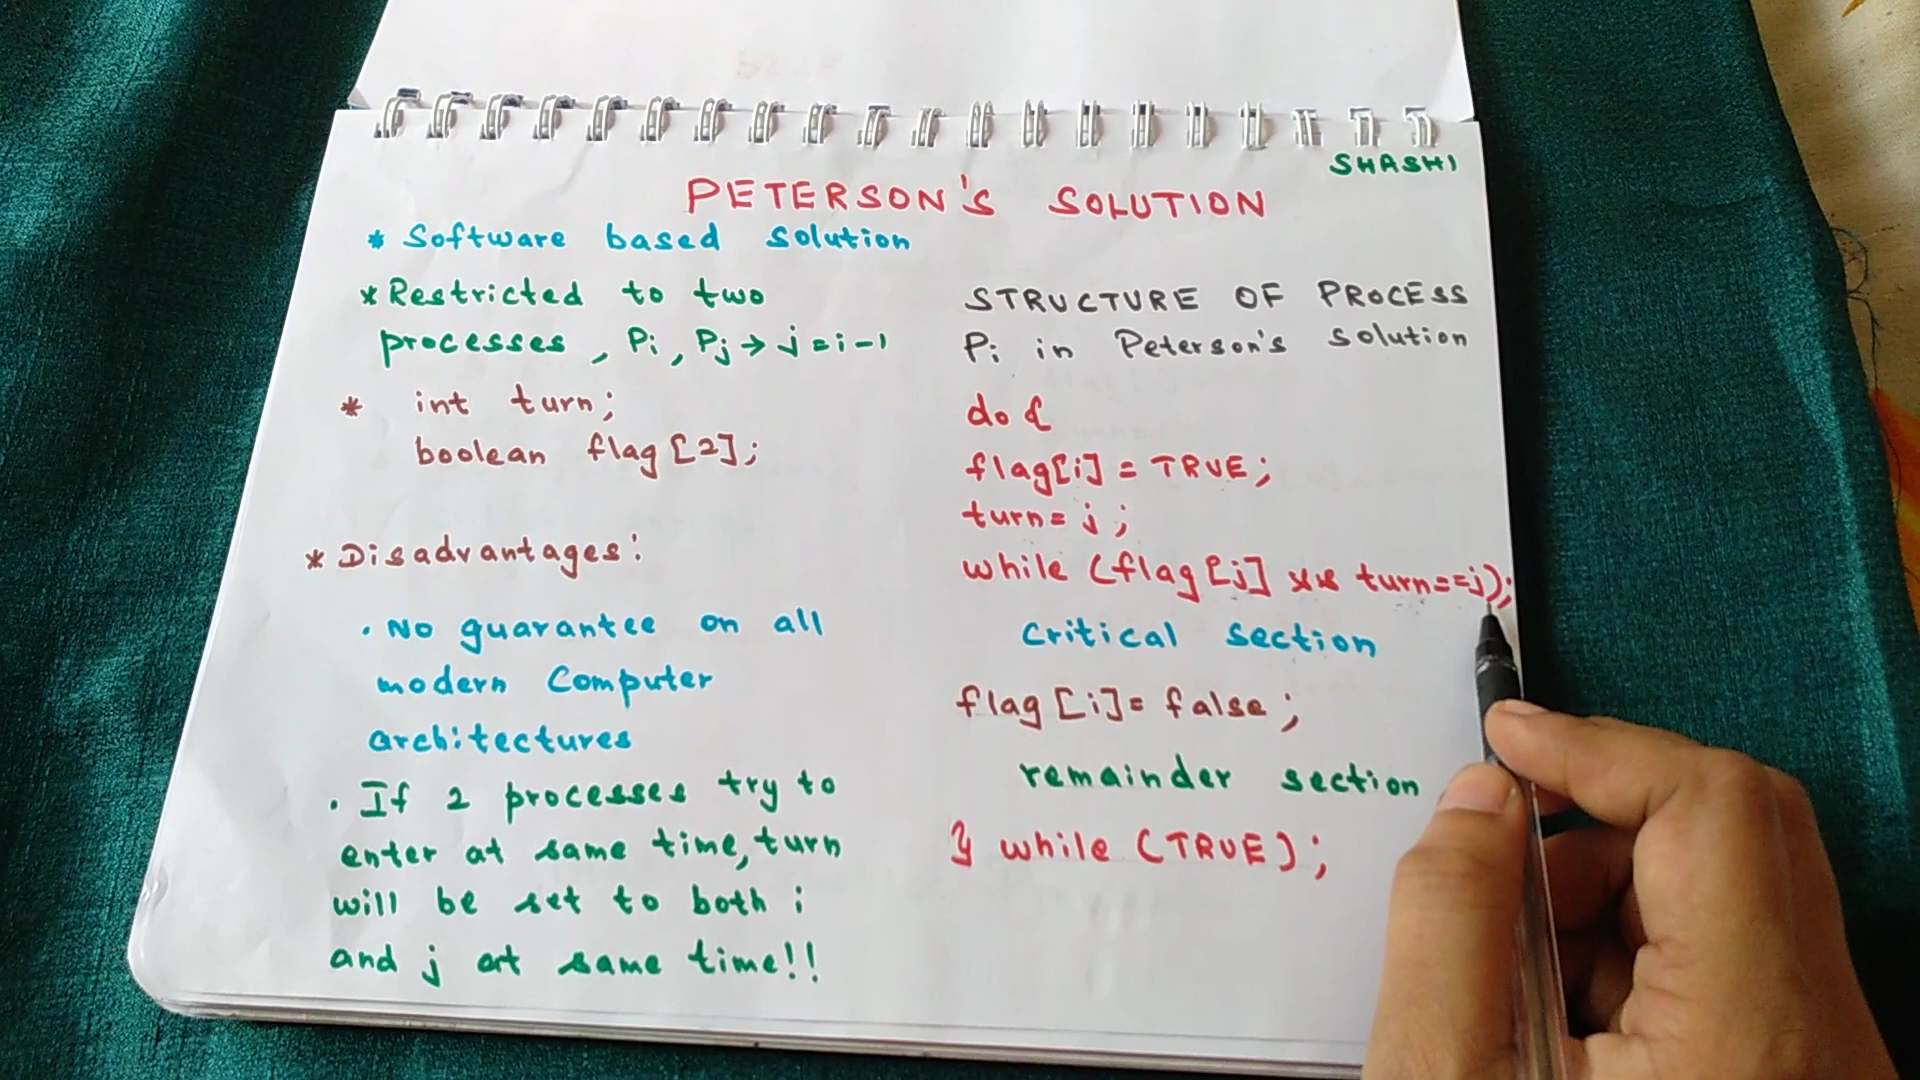 SHASHI
PETERSON'S SOLUTION
* Software based solution
* Restricted to two
processes, Pi, Pj → j = i - 1
* int turn;
boolean flag [2];
* Disadvantages:
. No guarantee on all
modern Computer
architectures
. If 2 processes try to
enter at same time, turn
will be set to both i
and j at same time!!
STRUCTURE OF PROCESS
Pi in Peterson's solution
do {
flag[i] = TRUE;
turn= j;
while (flag[j] && turn==j);
Critical section
flag [i]= false;
remainder section
} while (TRUE);